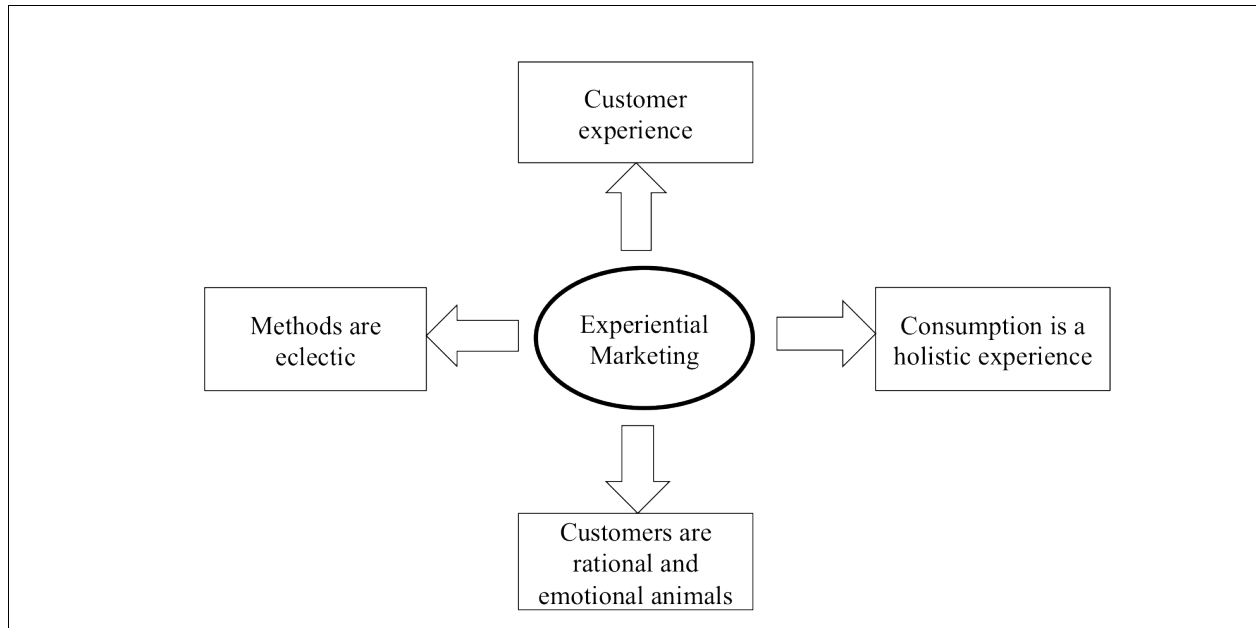 Customer
experience
Methods are
eclectic
Experiential
Marketing
Consumption is a
holistic experience
Customers are
rational and
emotional animals